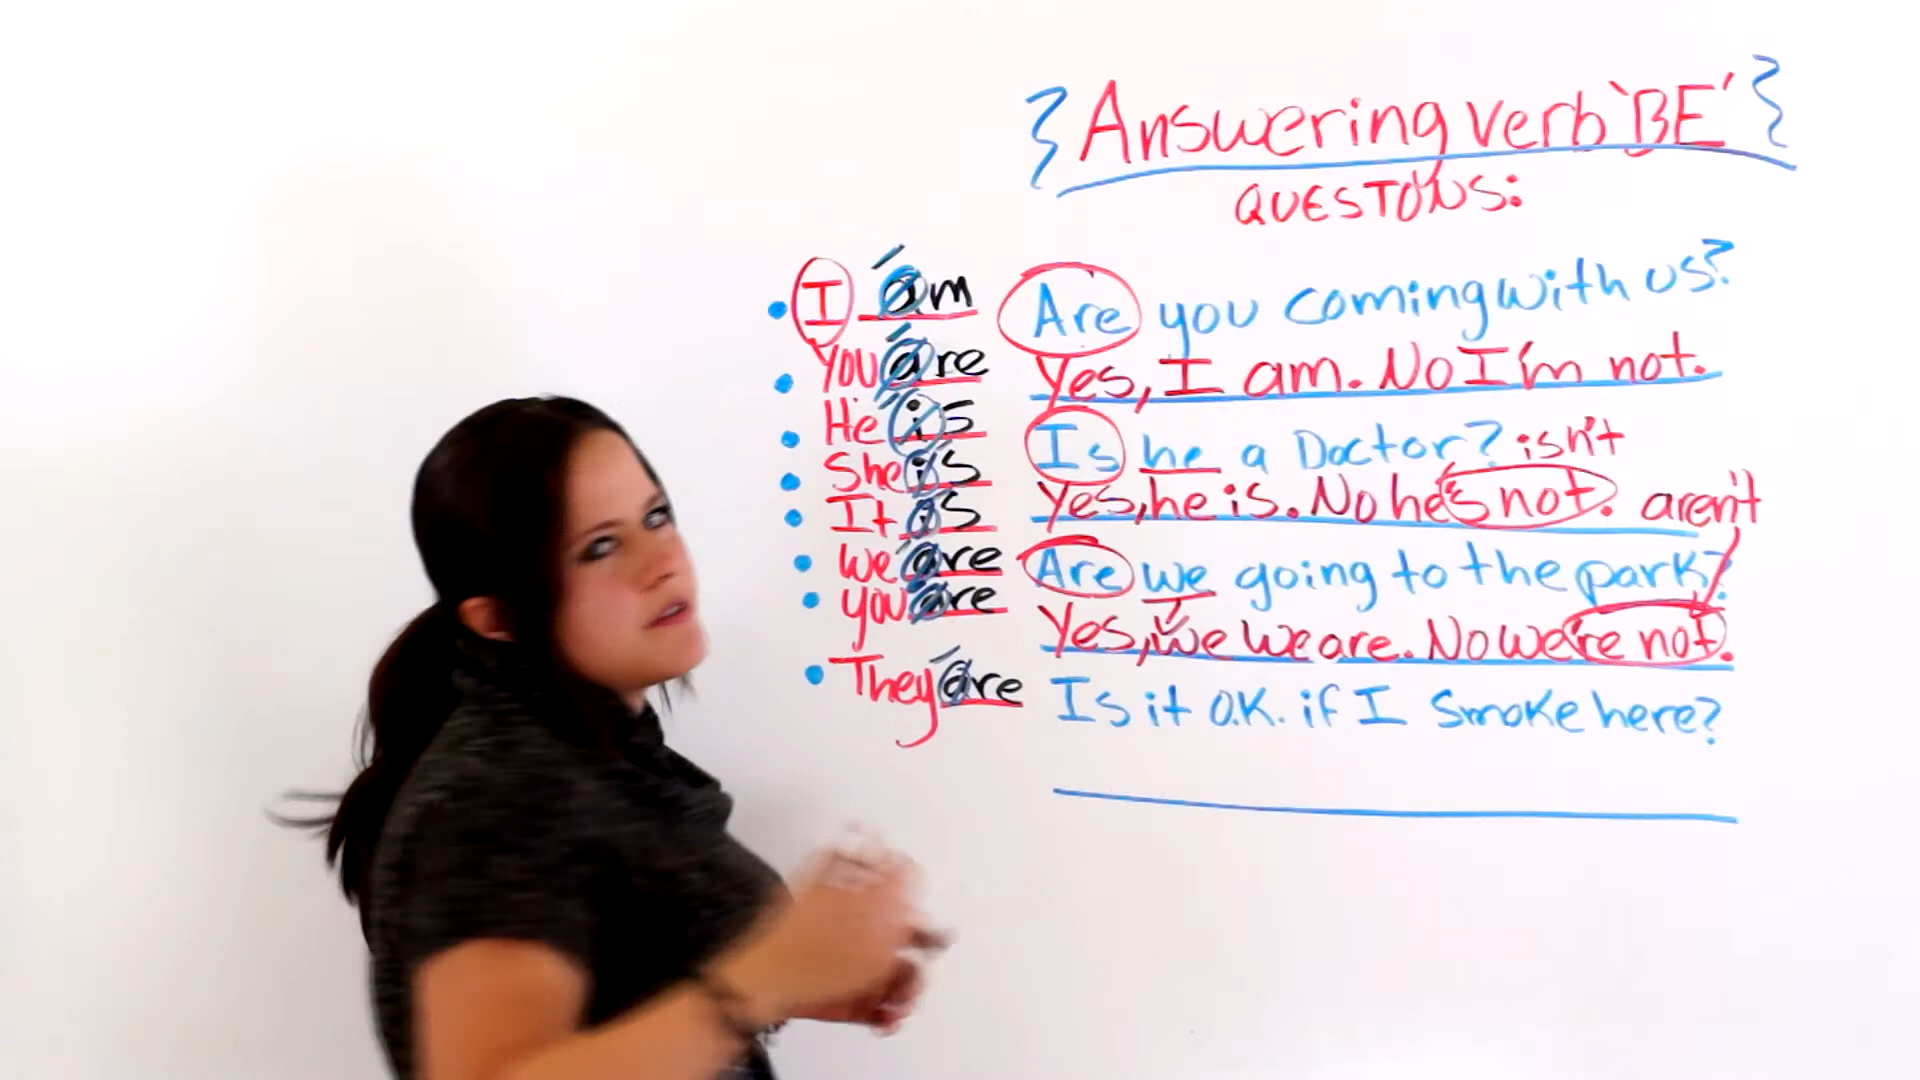 {Answering verb 'BE'}
QUESTONS:
I am
You are
He is
She is
It is
we are
you are
They are
Are you coming with us?
Yes, I am. No I'm not.
Is he a Doctor? isn't
Yes, he is. No he's not. aren't
Are we going to the park?
Yes, we we are. No we're not.
Is it O.K. if I smoke here?